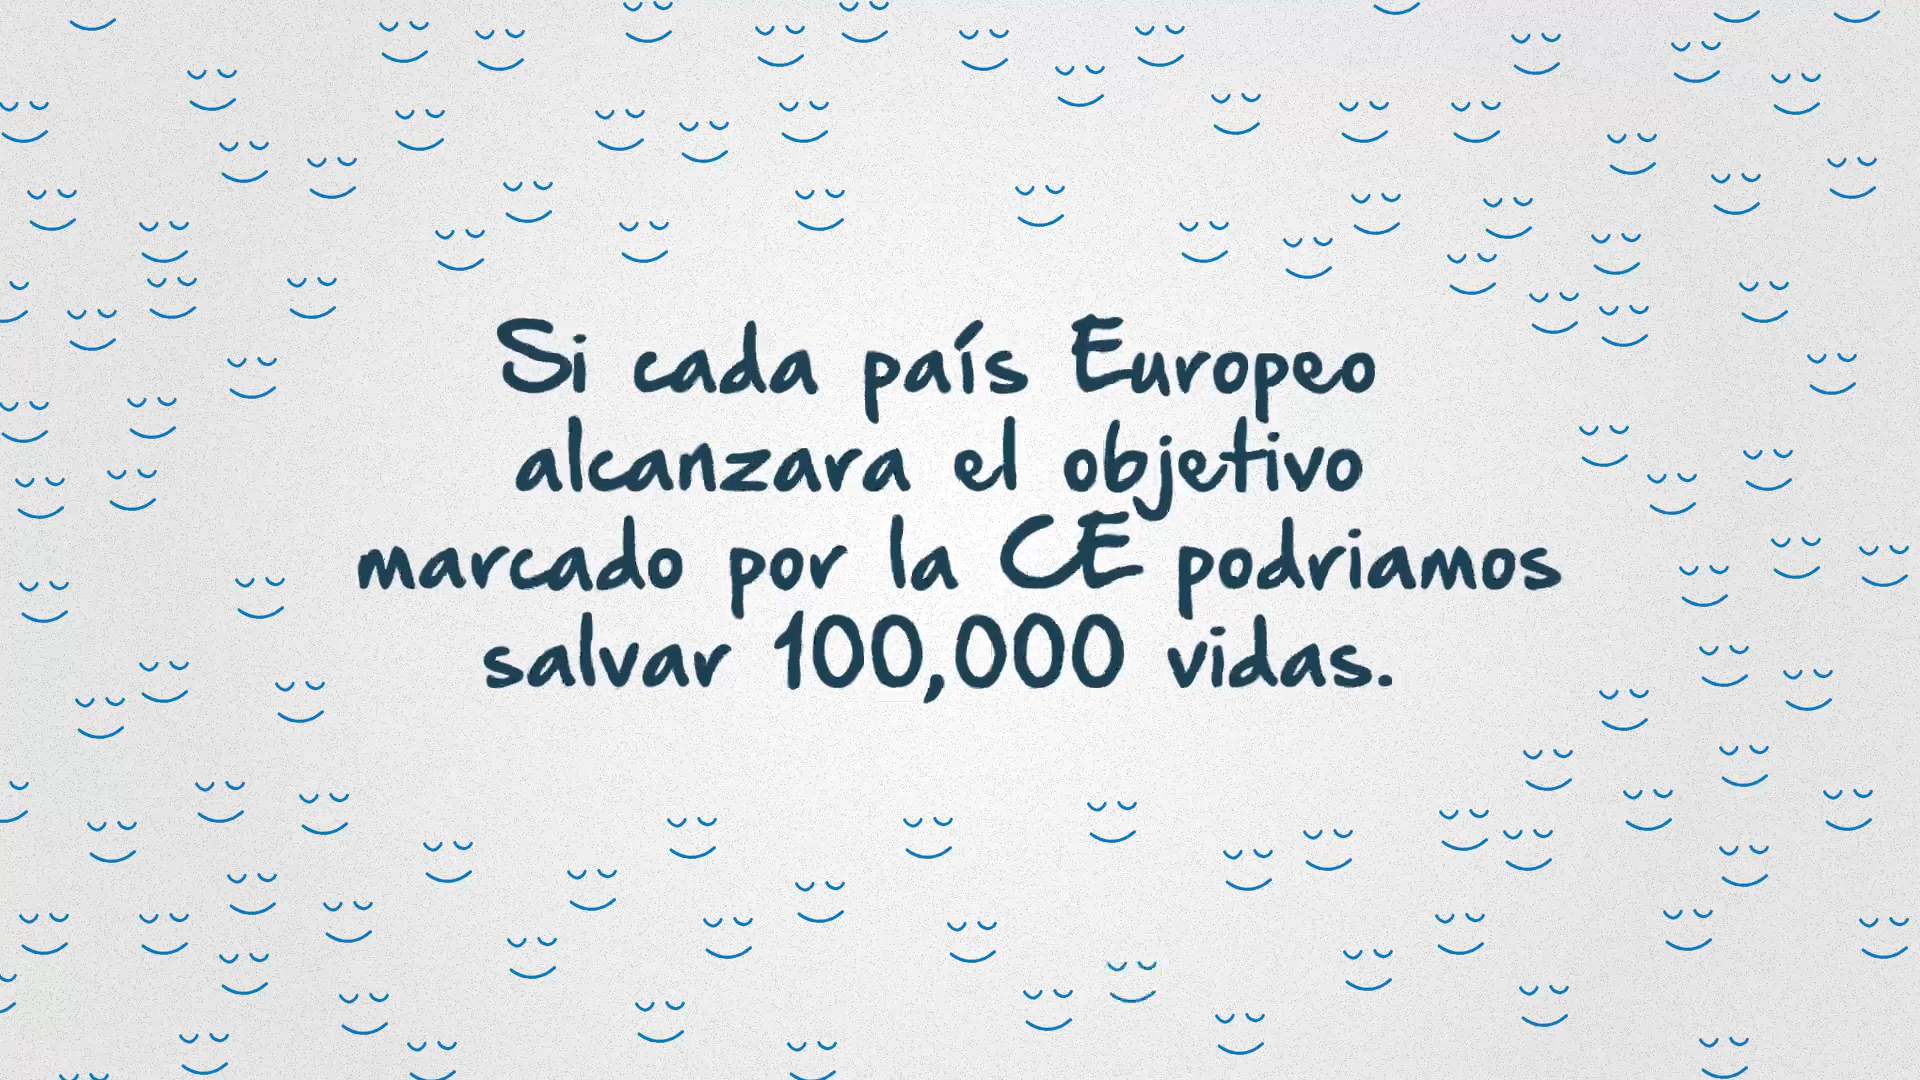 Si cada país Europeo
alcanzara el objetivo
marcado por la CE podriamos
salvar 100,000 vidas.